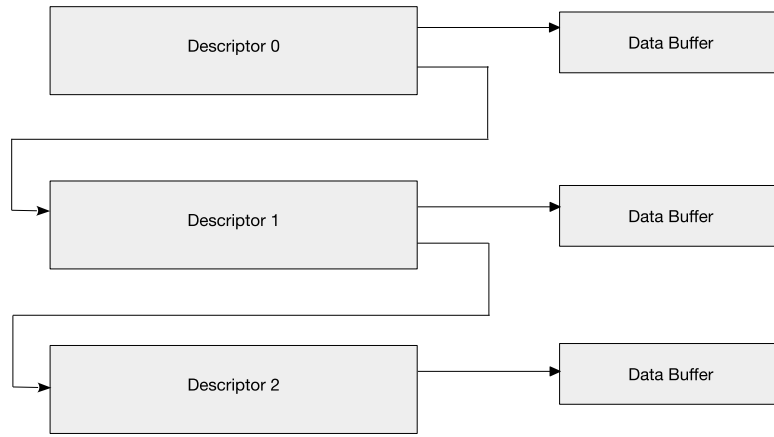 Descriptor 0
Data Buffer
Descriptor 1
Data Buffer
Descriptor 2
Data Buffer